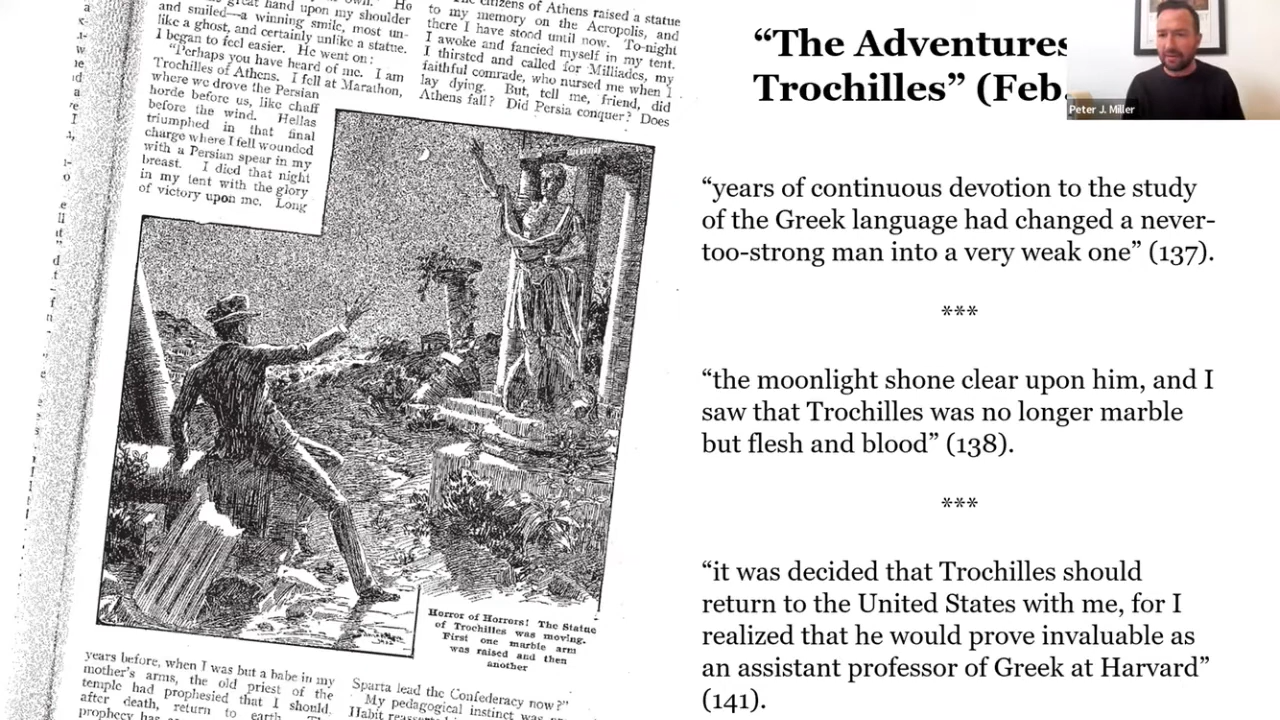 great hand upon my shoulder
and smiled—a winning smile, most un-
like a ghost, and certainly unlike a statue.
I began to feel easier. He went on:
"Perhaps you have heard of me. I am
Trochilles of Athens. I fell at Marathon,
where we drove the Persian
horde before us, like chaff
before the wind. Hellas
triumphed in that final
charge where I fell wounded
with a Persian spear in my
breast. I died that night
in my tent with the glory
of victory upon me. Long
citizens of Athens raised a statue
to my memory on the Acropolis, and
there I have stood until now. To-night
I awoke and fancied myself in my tent.
I thirsted and called for Milliades, my
faithful comrade, who nursed me when I
lay dying. But, tell me, friend, did
Athens fall? Did Persia conquer? Does
Horror of Horrors! The Statue
of Trochilles was moving.
First one marble arm
was raised and then
another
years before, when I was but a babe in my
mother's arms, the old priest of the
temple had prophesied that I should,
after death, return to earth.
prophecy has
Sparta lead the Confederacy now?"
My pedagogical instinct was
Habit
“The Adventures
Trochilles” (Feb.
Peter J. Miller
“years of continuous devotion to the study
of the Greek language had changed a never-
too-strong man into a very weak one” (137).
***
“the moonlight shone clear upon him, and I
saw that Trochilles was no longer marble
but flesh and blood” (138).
***
“it was decided that Trochilles should
return to the United States with me, for I
realized that he would prove invaluable as
an assistant professor of Greek at Harvard”
(141).